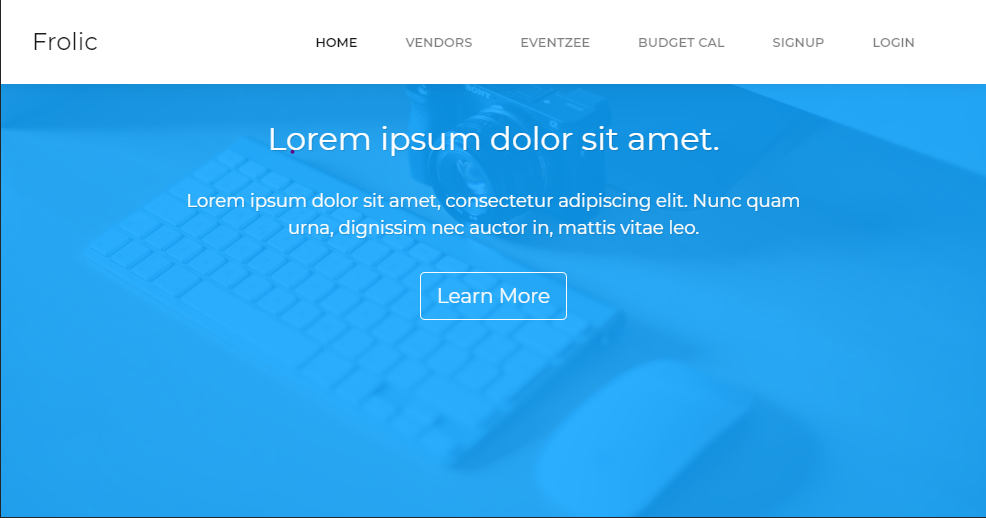 Frolic
HOME VENDORS EVENTZEE BUDGET CAL SIGNUP LOGIN
SONY
Lorem ipsum dolor sit amet.
Lorem ipsum dolor sit amet, consectetur adipiscing elit. Nunc quam
urna, dignissim nec auctor in, mattis vitae leo.
Learn More